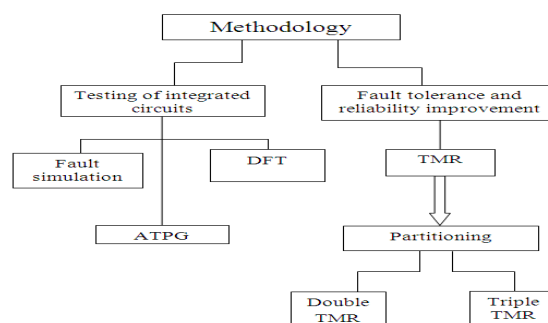 Methodology
Testing of integrated
circuits
Fault tolerance and
reliability improvement
Fault
simulation
DFT
TMR
ATPG
Partitioning
Double
TMR
Triple
TMR